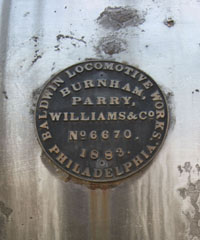 BALDWIN LOCOMOTIVE WORKS
BURNHAM,
PARRY,
WILLIAMS & Co.
No 6670.
1883.
PHILADELPHIA.